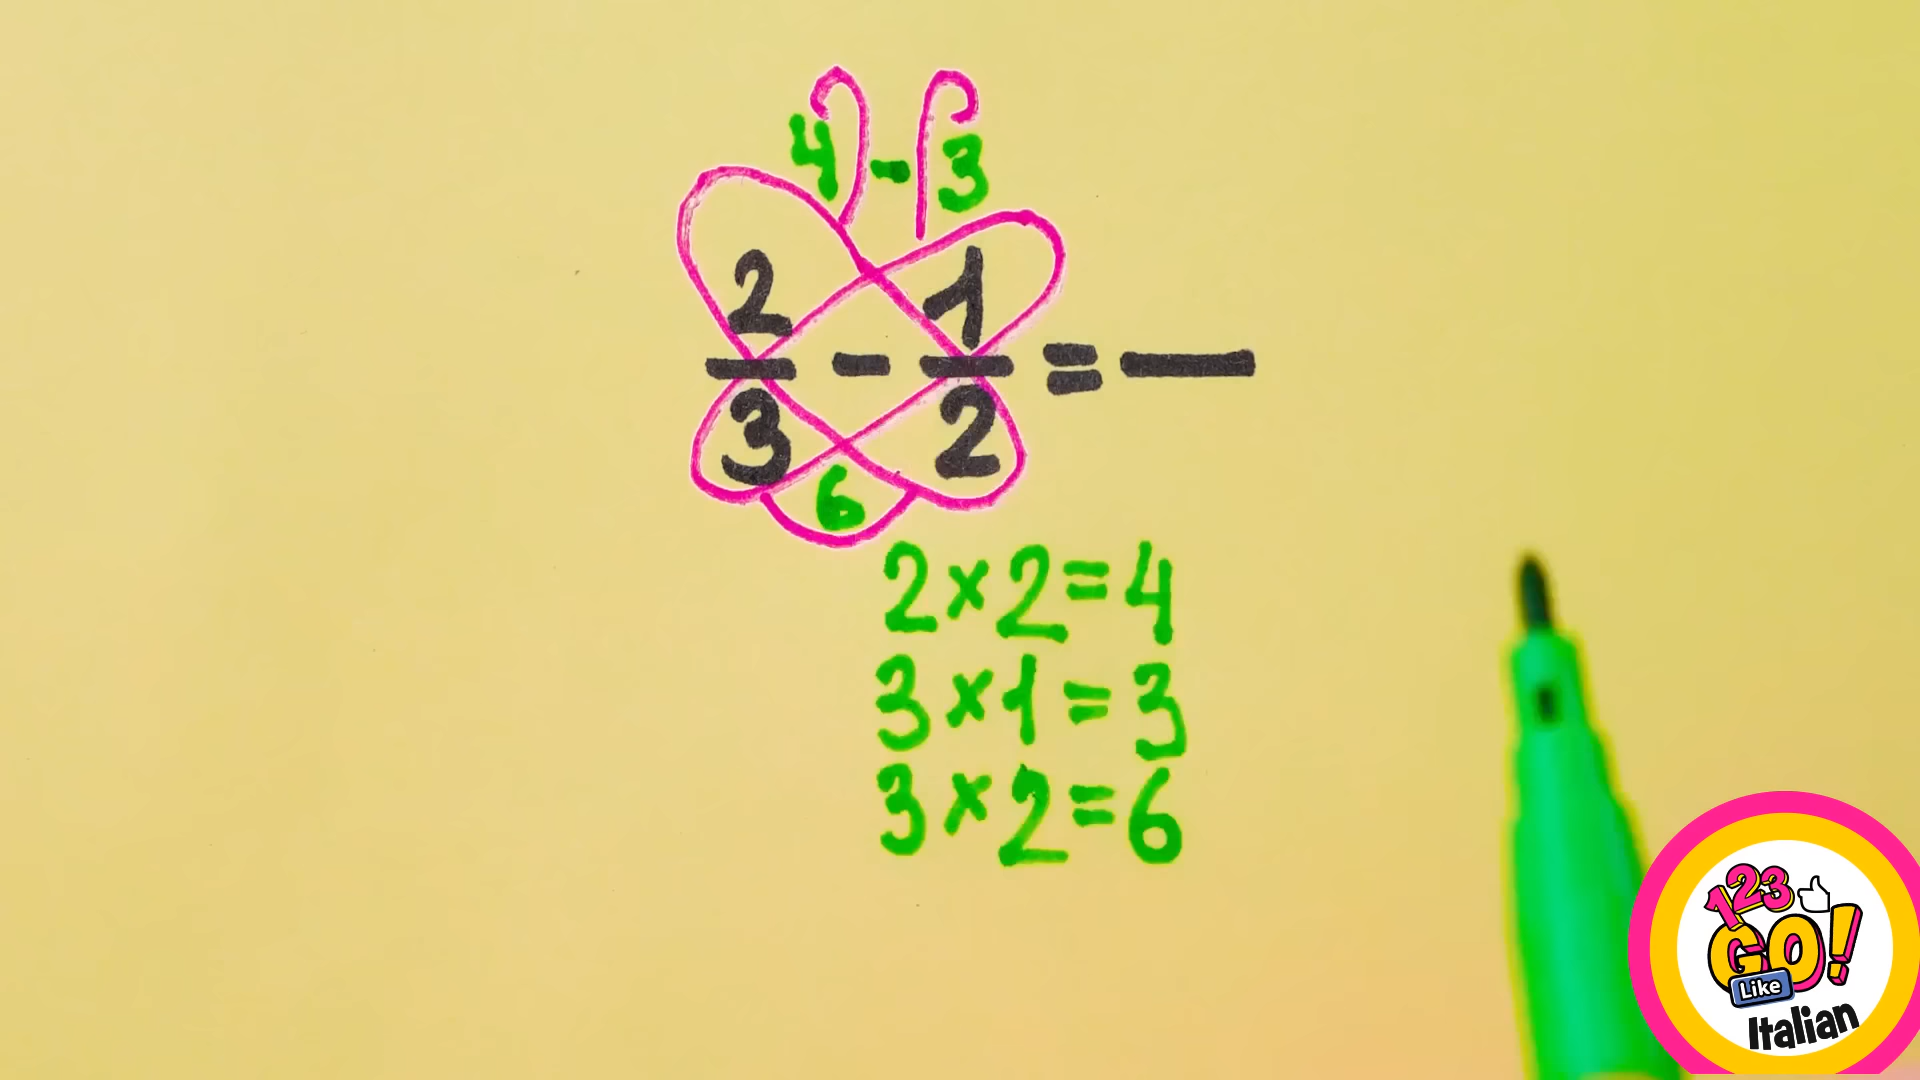 4 - 3
2/3 - 1/2 = —
6
2×2=4
3×1=3
3×2=6
123
GO!
Like
Italian